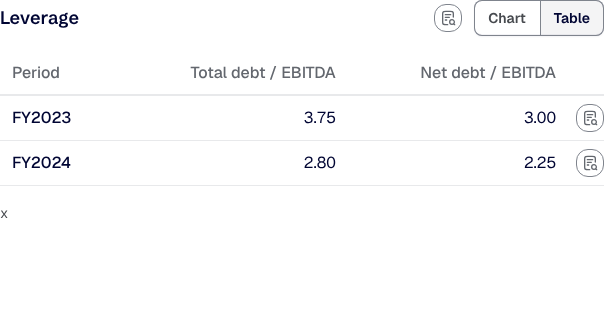 Leverage Chart Table
Period Total debt / EBITDA Net debt / EBITDA
FY2023 3.75 3.00
FY2024 2.80 2.25
x